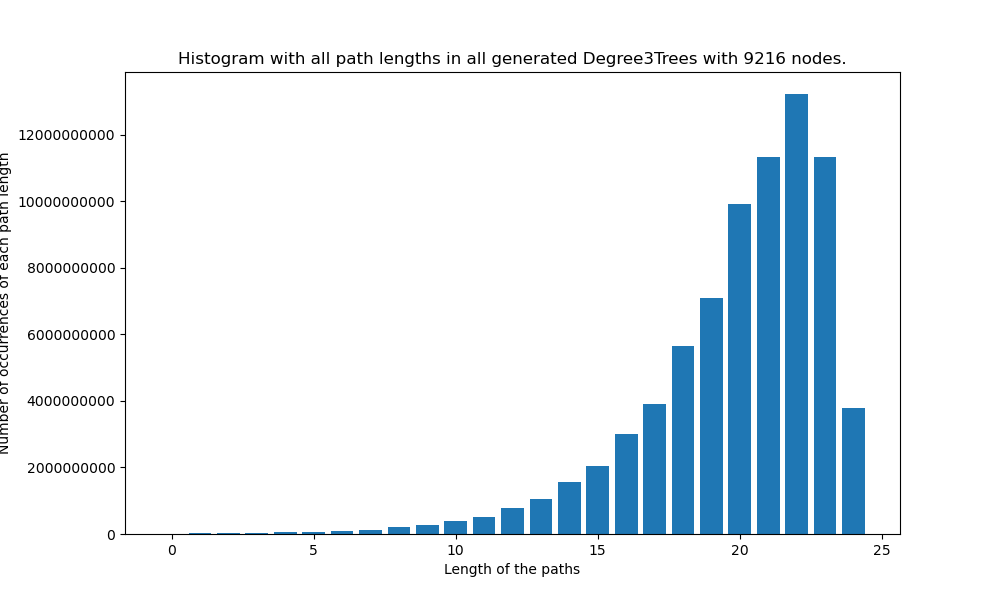 Histogram with all path lengths in all generated Degree3Trees with 9216 nodes.
Number of occurrences of each path length
12000000000
10000000000
8000000000
6000000000
4000000000
2000000000
0
0 5 10 15 20 25
Length of the paths